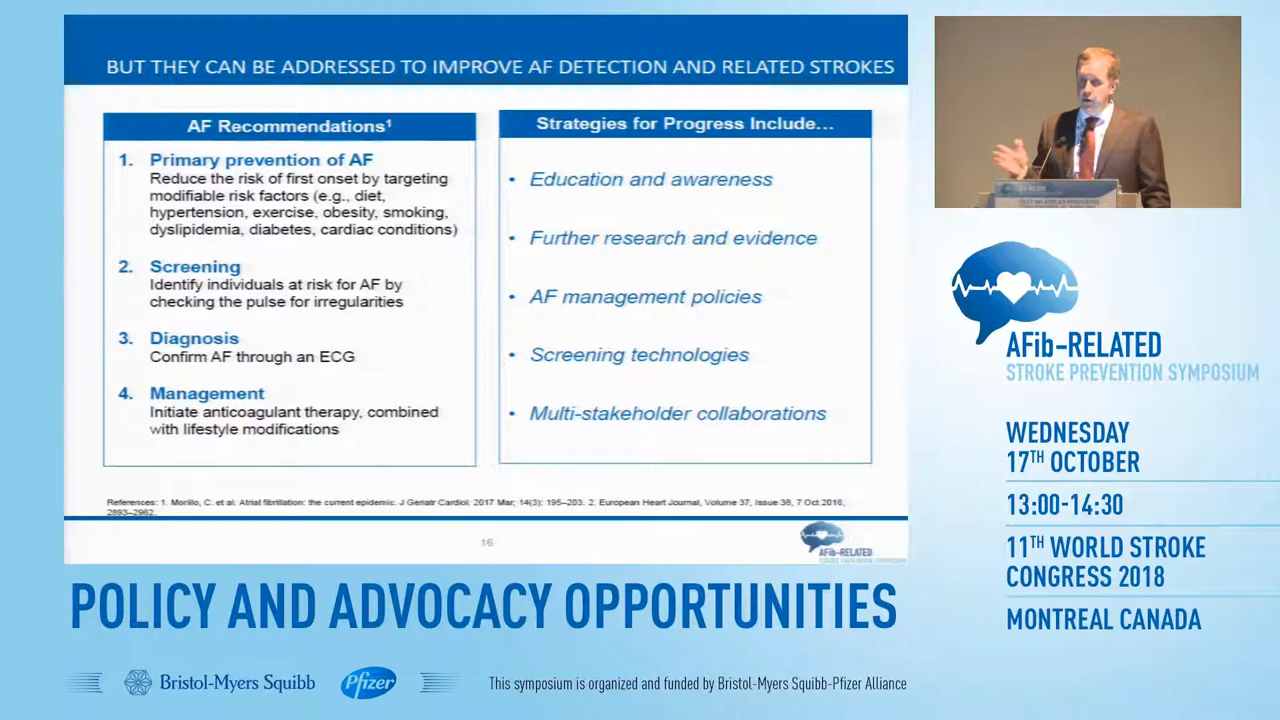 BUT THEY CAN BE ADDRESSED TO IMPROVE AF DETECTION AND RELATED STROKES
AF Recommendations¹
1. Primary prevention of AF
Reduce the risk of first onset by targeting
modifiable risk factors (e.g., diet,
hypertension, exercise, obesity, smoking,
dyslipidemia, diabetes, cardiac conditions)
2. Screening
Identify individuals at risk for AF by
checking the pulse for irregularities
3. Diagnosis
Confirm AF through an ECG
4. Management
Initiate anticoagulant therapy, combined
with lifestyle modifications
Strategies for Progress Include…
• Education and awareness
• Further research and evidence
• AF management policies
• Screening technologies
• Multi-stakeholder collaborations
References: 1. Morillo, C. et al. Atrial fibrillation: the current epidemic. J Geriatr Cardiol. 2017 Mar; 14(3): 195–203. 2. European Heart Journal, Volume 37, Issue 38, 7 Oct 2016,
2893–2962.
16
AFib-RELATED
STROKE PREVENTION SYMPOSIUM
POLICY AND ADVOCACY OPPORTUNITIES
Bristol-Myers Squibb
Pfizer
This symposium is organized and funded by Bristol-Myers Squibb-Pfizer Alliance
AFib-RELATED
STROKE PREVENTION SYMPOSIUM
WEDNESDAY
17TH OCTOBER
13:00-14:30
11TH WORLD STROKE
CONGRESS 2018
MONTREAL CANADA